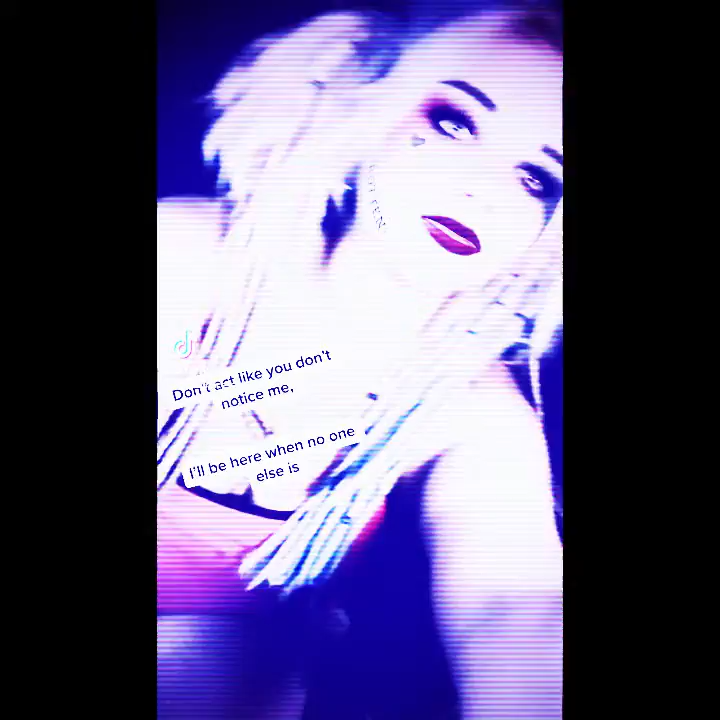 Don't act like you don't
notice me,
I'll be here when no one
else is